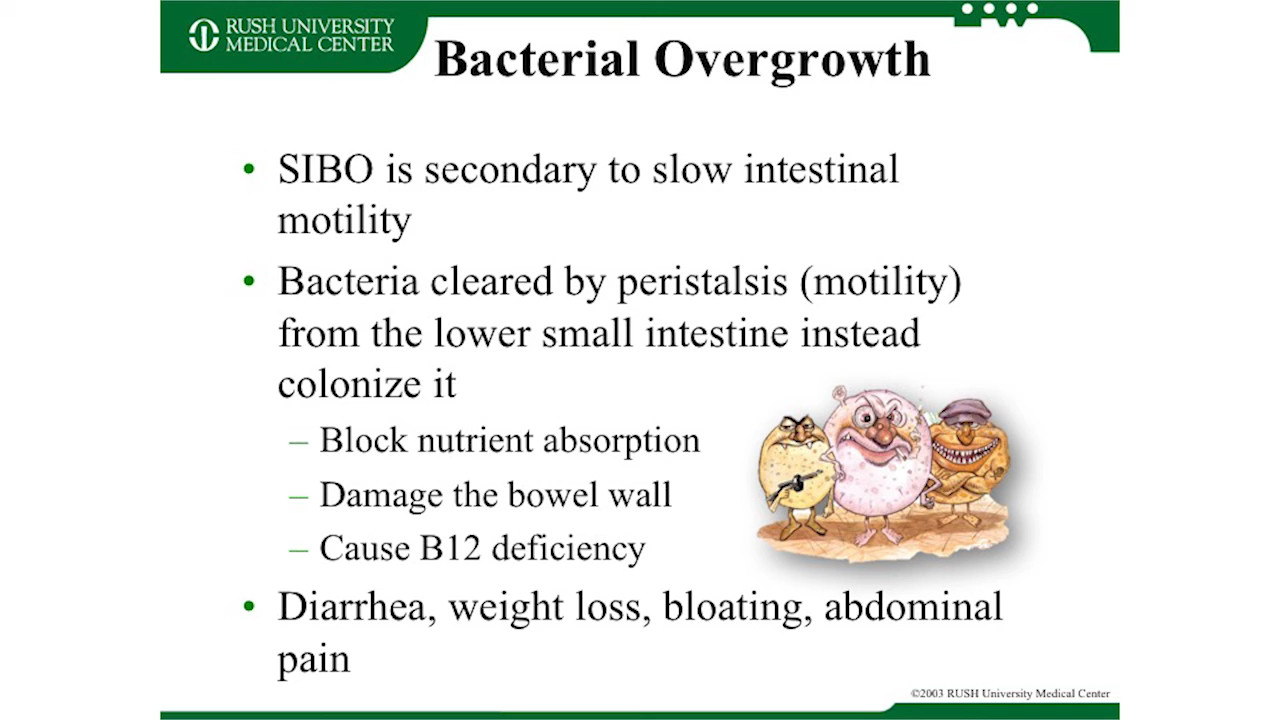 RUSH UNIVERSITY
MEDICAL CENTER
Bacterial Overgrowth
• SIBO is secondary to slow intestinal
motility
• Bacteria cleared by peristalsis (motility)
from the lower small intestine instead
colonize it
– Block nutrient absorption
– Damage the bowel wall
– Cause B12 deficiency
• Diarrhea, weight loss, bloating, abdominal
pain
©2003 RUSH University Medical Center